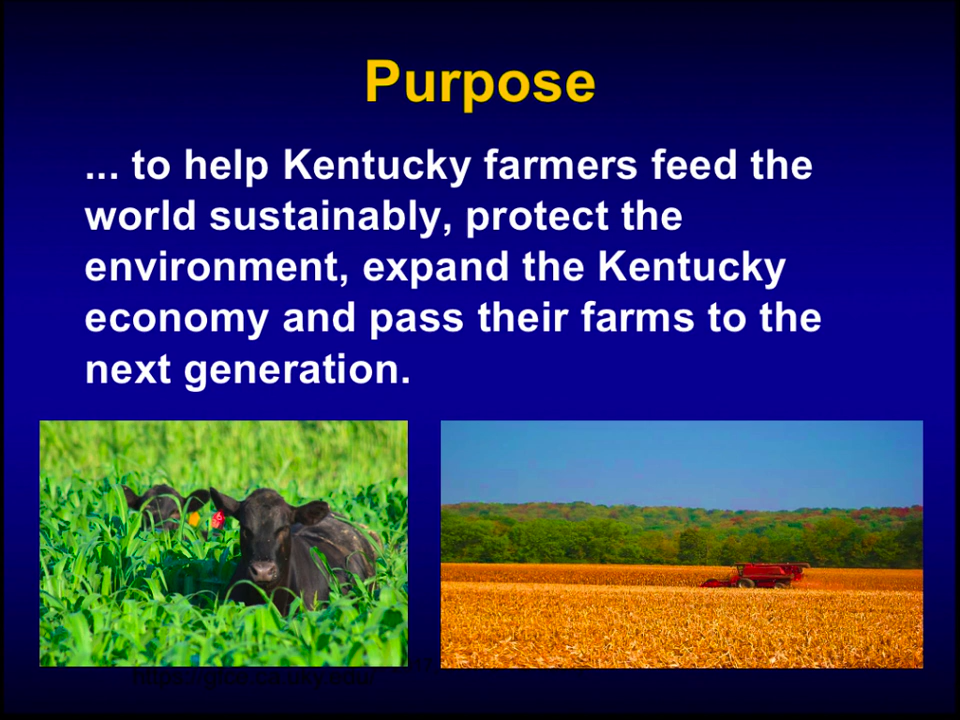 Purpose
... to help Kentucky farmers feed the
world sustainably, protect the
environment, expand the Kentucky
economy and pass their farms to the
next generation.